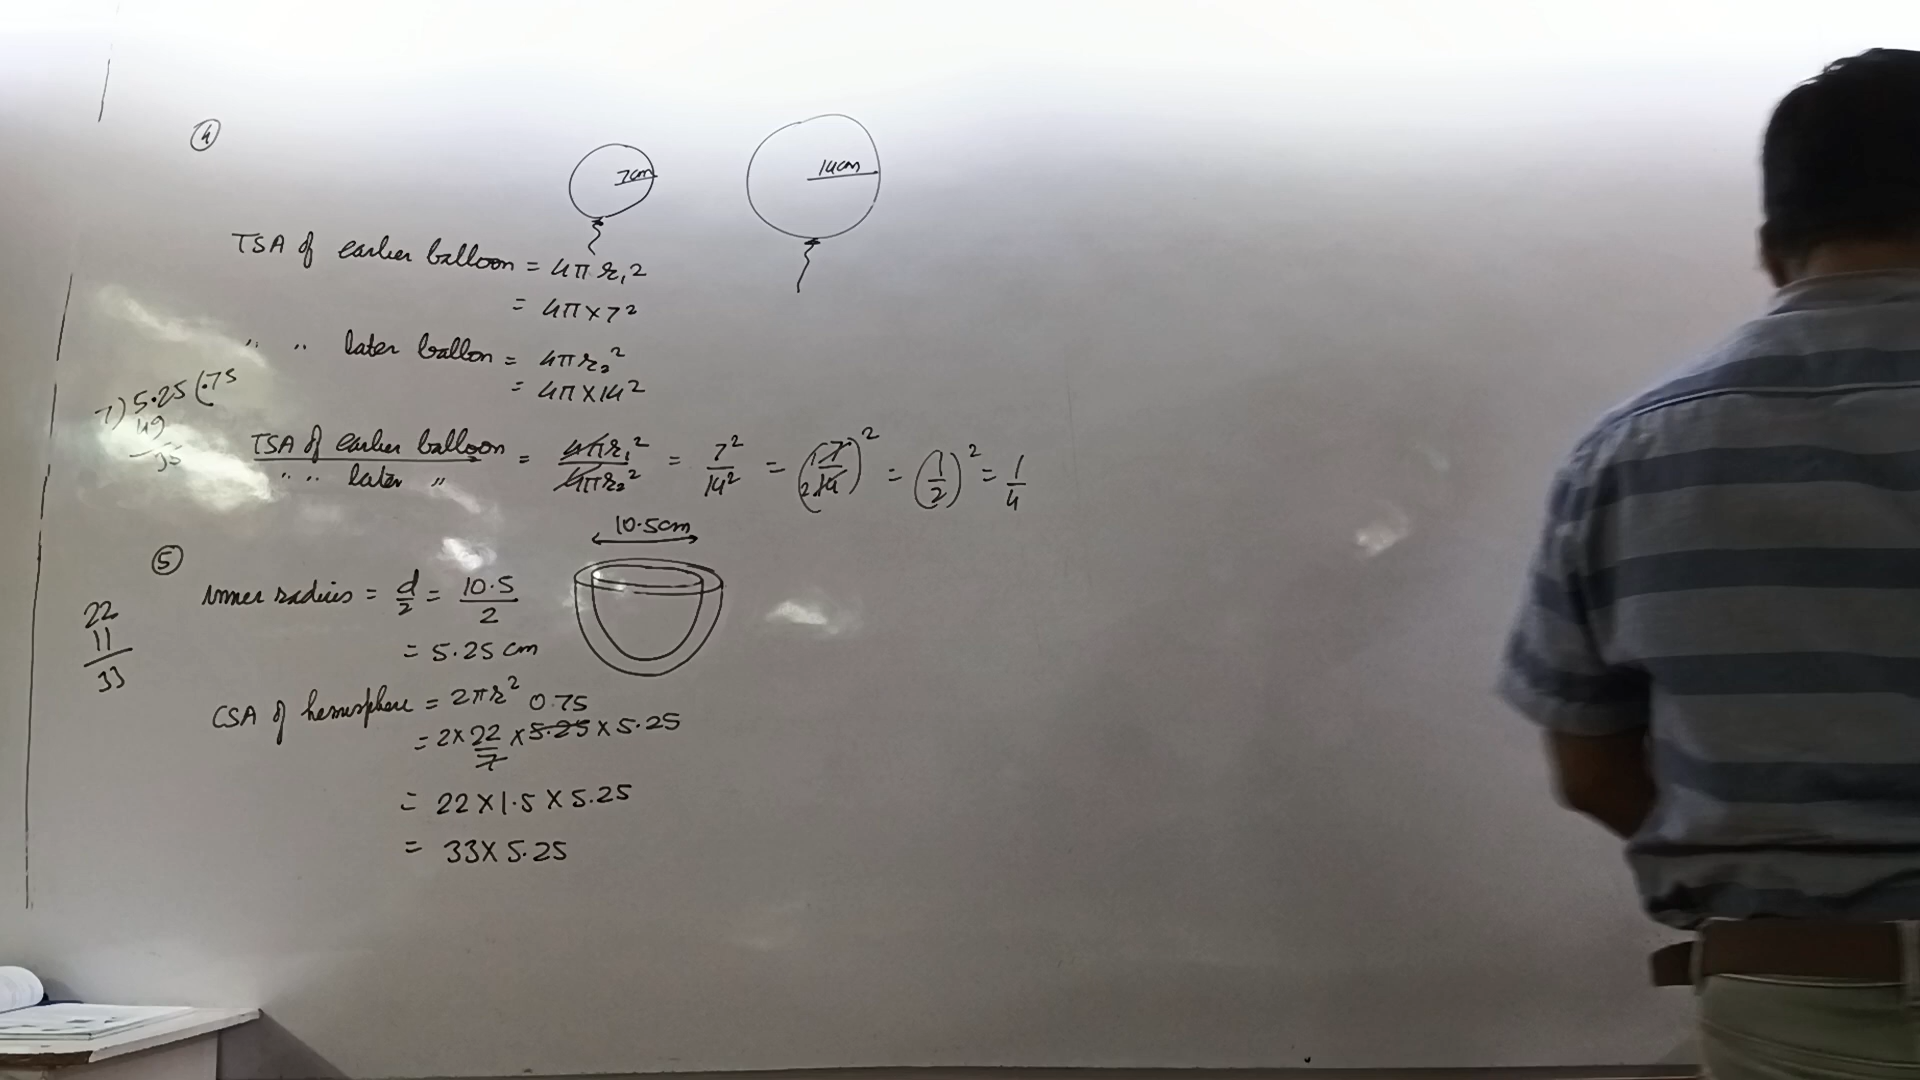 4
7cm
14cm
TSA of earlier balloon = 4πr₁²
= 4π×7²
" " later ballon = 4πr₂²
= 4π×14²
7)5.25(.75
49
35
TSA of earlier balloon / " " later " = 4πr₁²/4πr₂² = 7²/14² = (1 7/2 14)² = (1/2)² = 1/4
10.5cm
5
inner radius = d/2 = 10.5/2
= 5.25 cm
22
11
33
CSA of hemisphere = 2πr²
0.75
= 2×22/7×5.25×5.25
= 22×1.5×5.25
= 33×5.25